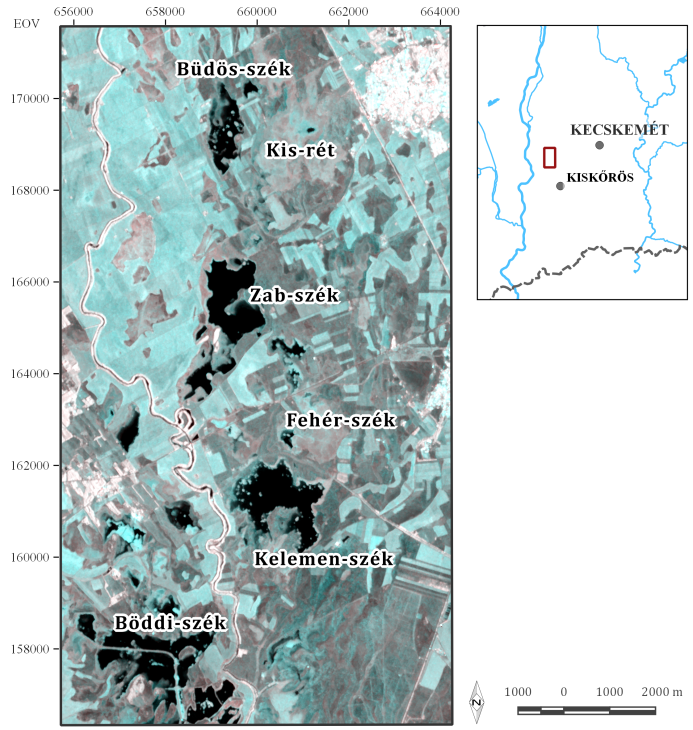 EOV
656000 658000 660000 662000 664000
170000
168000
166000
164000
162000
160000
158000
Büdös-szék
Kis-rét
Zab-szék
Fehér-szék
Kelemen-szék
Böddi-szék
KECSKEMÉT
KISKŐRÖS
N
1000 0 1000 2000 m